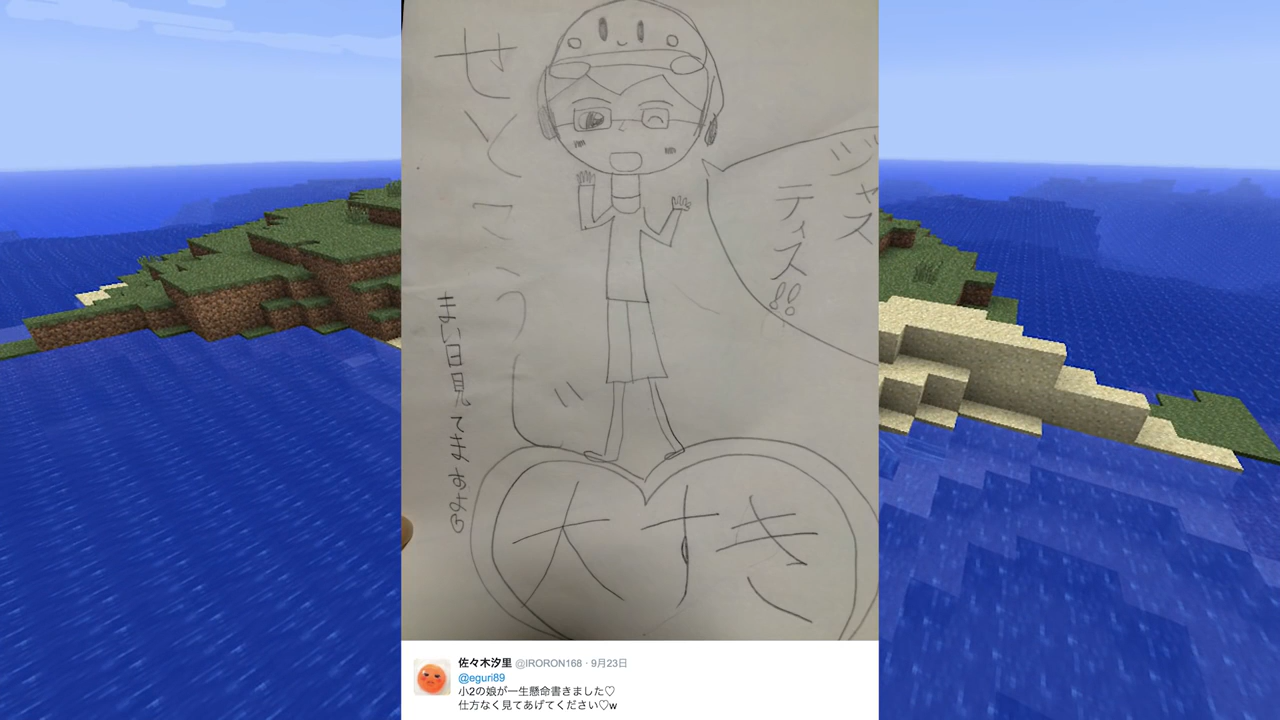 ジャス
ティス!!
せとこうじ
まい日見てます
大すき
佐々木汐里 @IRORON168 · 9月23日
@eguri89
小2の娘が一生懸命書きました♡
仕方なく見てあげてください♡w